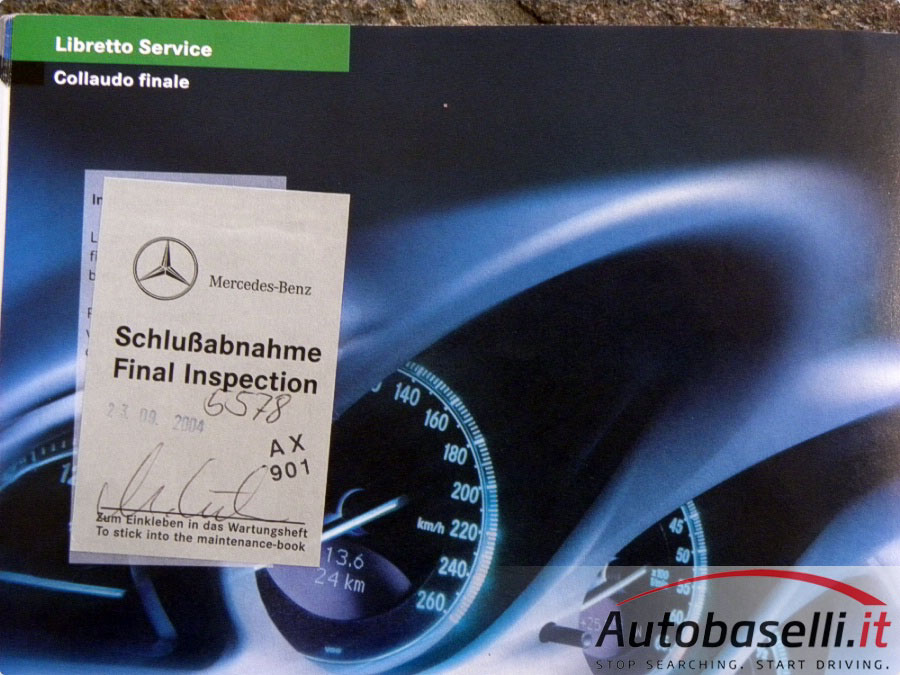 Libretto Service
Collaudo finale
Mercedes-Benz
Schlußabnahme
Final Inspection
5578
23. 09. 2004
AX
901
Zum Einkleben in das Wartungsheft
To stick into the maintenance-book
140
160
180
200
km/h 220
240
260
13.6
24 km
45
50
55
60
Autobaselli.it
STOP SEARCHING. START DRIVING.